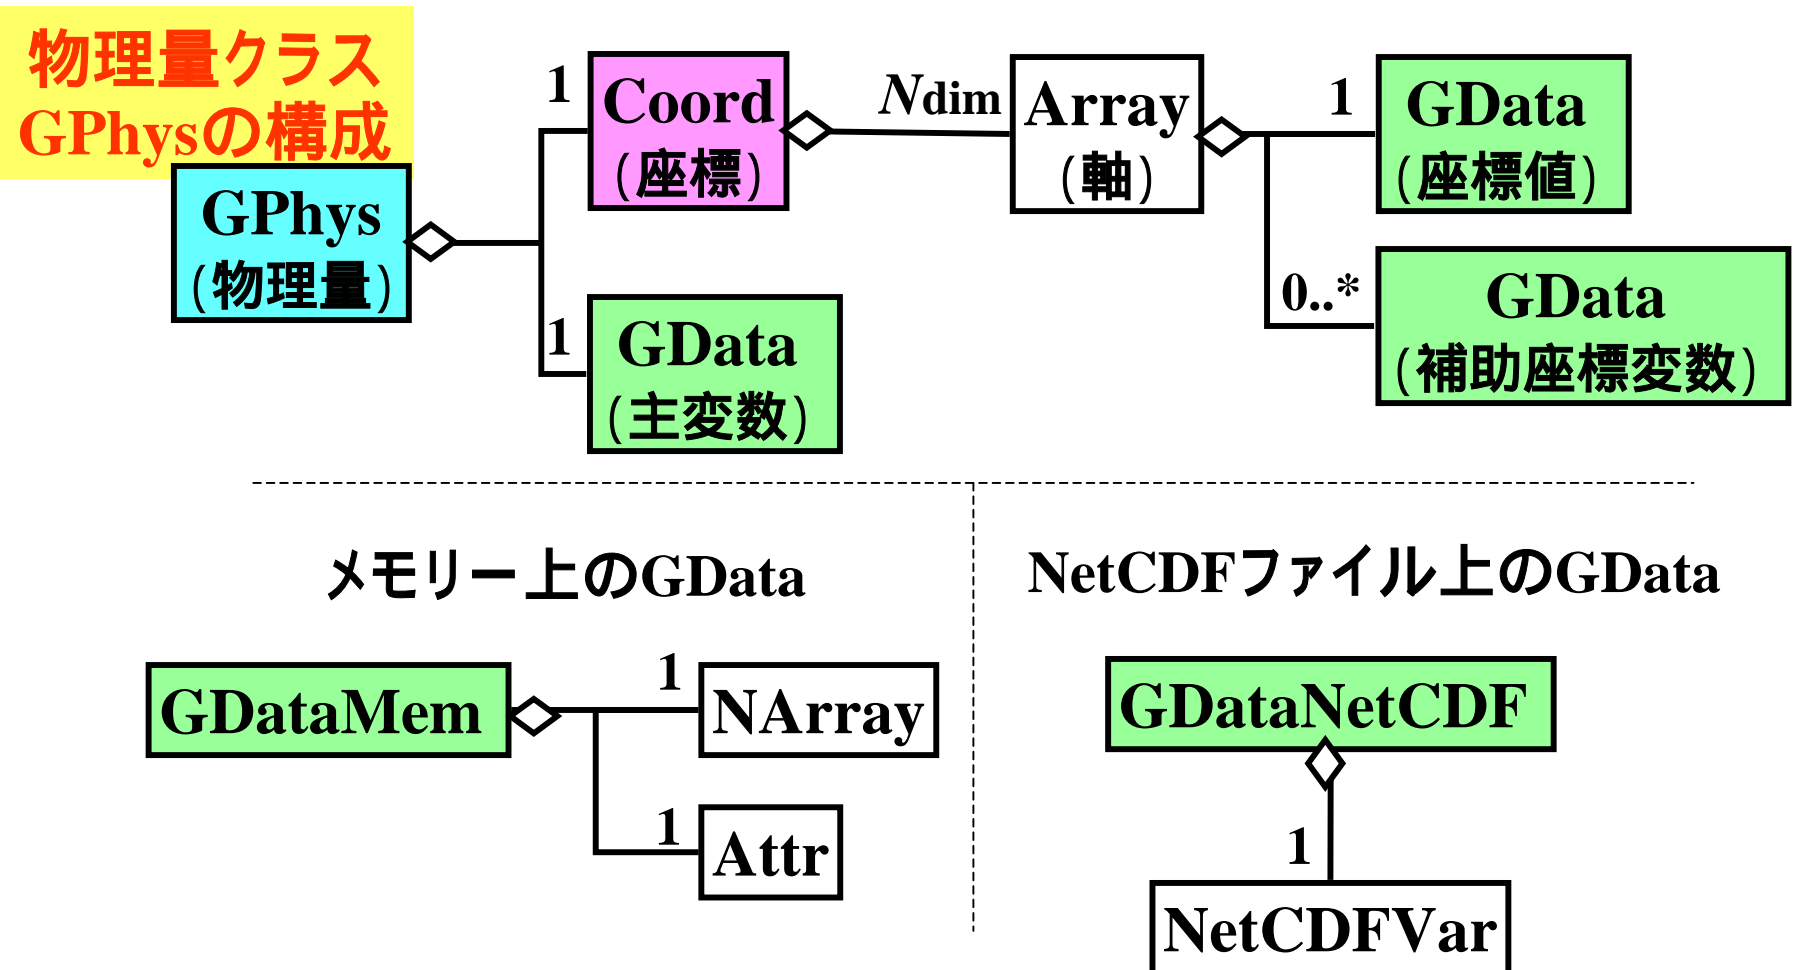 物理量クラス
GPhysの構成
GPhys
(物理量)
1
Coord
(座標)
Ndim
Array
(軸)
1
GData
(座標値)
0..*
GData
(補助座標変数)
1
GData
(主変数)
メモリー上のGData
GDataMem
1
NArray
1
Attr
NetCDFファイル上のGData
GDataNetCDF
1
NetCDFVar